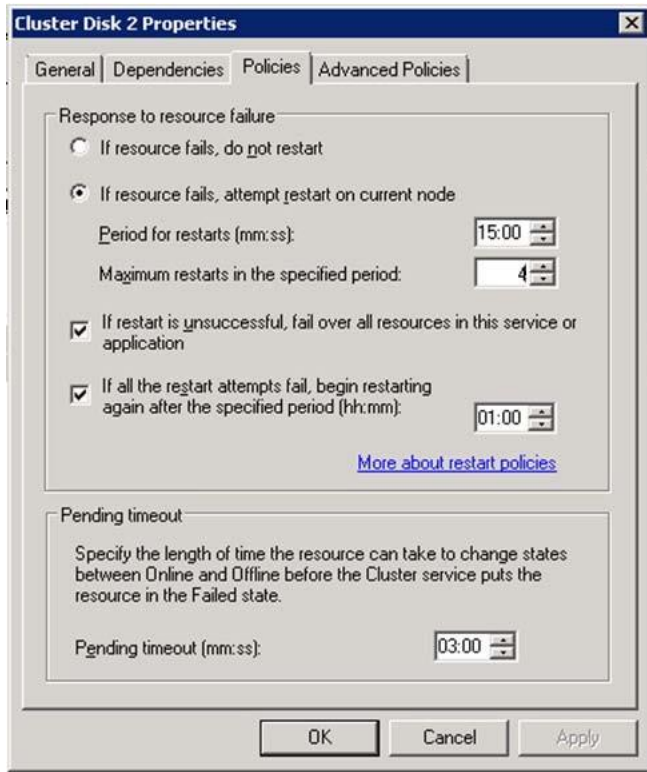 Cluster Disk 2 Properties
General
Dependencies
Policies
Advanced Policies
Response to resource failure
If resource fails, do not restart
If resource fails, attempt restart on current node
Period for restarts (mm:ss):
15:00
Maximum restarts in the specified period:
4
If restart is unsuccessful, fail over all resources in this service or
application
If all the restart attempts fail, begin restarting
again after the specified period (hh:mm):
01:00
More about restart policies
Pending timeout
Specify the length of time the resource can take to change states
between Online and Offline before the Cluster service puts the
resource in the Failed state.
Pending timeout (mm:ss):
03:00
OK
Cancel
Apply